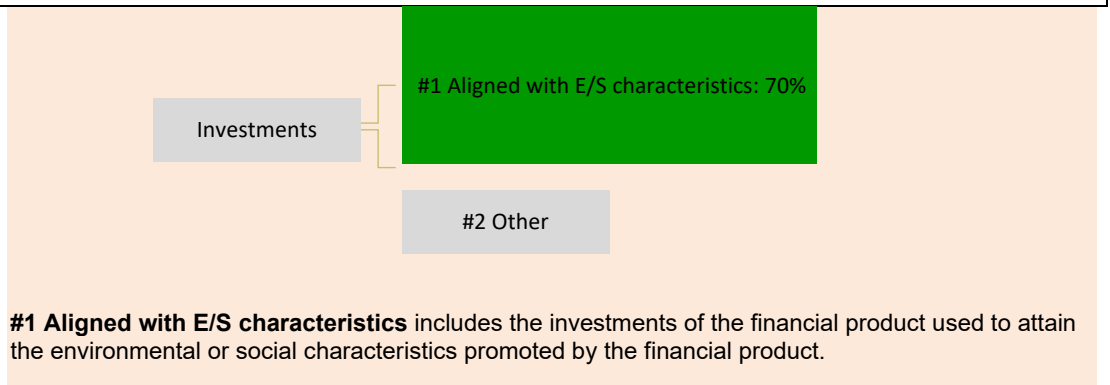 #1 Aligned with E/S characteristics: 70%
Investments
#2 Other
#1 Aligned with E/S characteristics includes the investments of the financial product used to attain
the environmental or social characteristics promoted by the financial product.